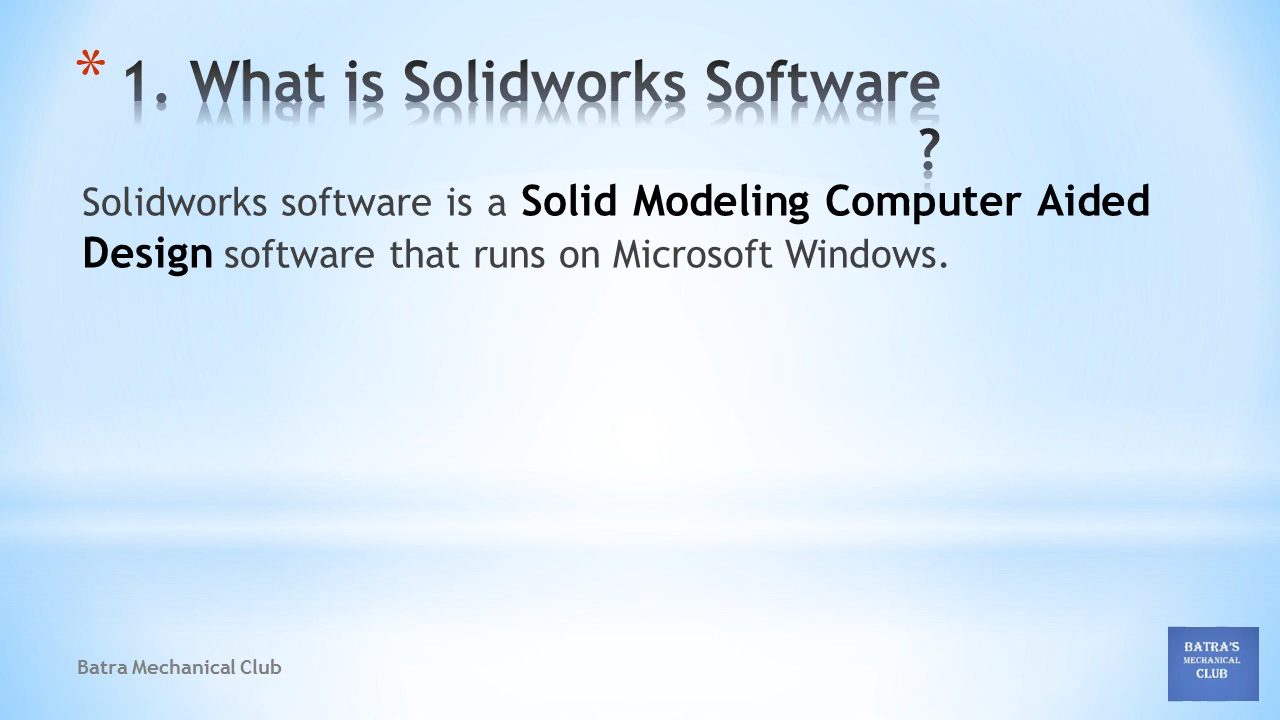 * 1. What is Solidworks Software
?
Solidworks software is a Solid Modeling Computer Aided
Design software that runs on Microsoft Windows.
Batra Mechanical Club
BATRA'S
MECHANICAL
CLUB